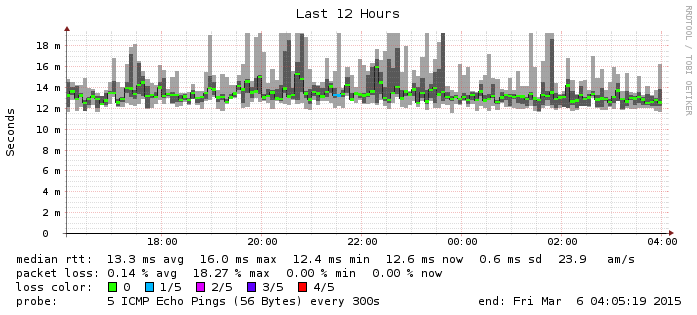 Last 12 Hours
RRDTOOL / TOBI OETIKER
Seconds
18 m
16 m
14 m
12 m
10 m
8 m
6 m
4 m
2 m
0
18:00 20:00 22:00 00:00 02:00 04:00
median rtt: 13.3 ms avg 16.0 ms max 12.4 ms min 12.6 ms now 0.6 ms sd 23.9 am/s
packet loss: 0.14 % avg 18.27 % max 0.00 % min 0.00 % now
loss color: 0 1/5 2/5 3/5 4/5
probe: 5 ICMP Echo Pings (56 Bytes) every 300s end: Fri Mar 6 04:05:19 2015